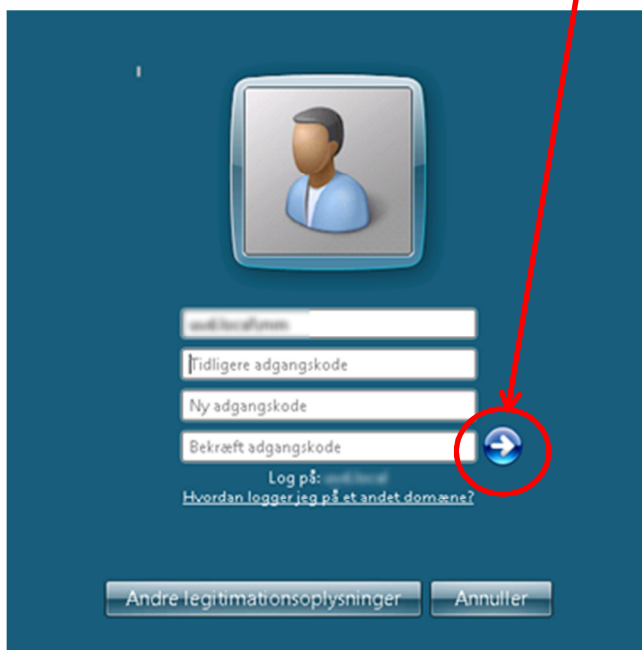 Tidligere adgangskode
Ny adgangskode
Bekræft adgangskode
Log på:
Hvordan logger jeg på et andet domæne?
Andre legitimationsoplysninger
Annuller